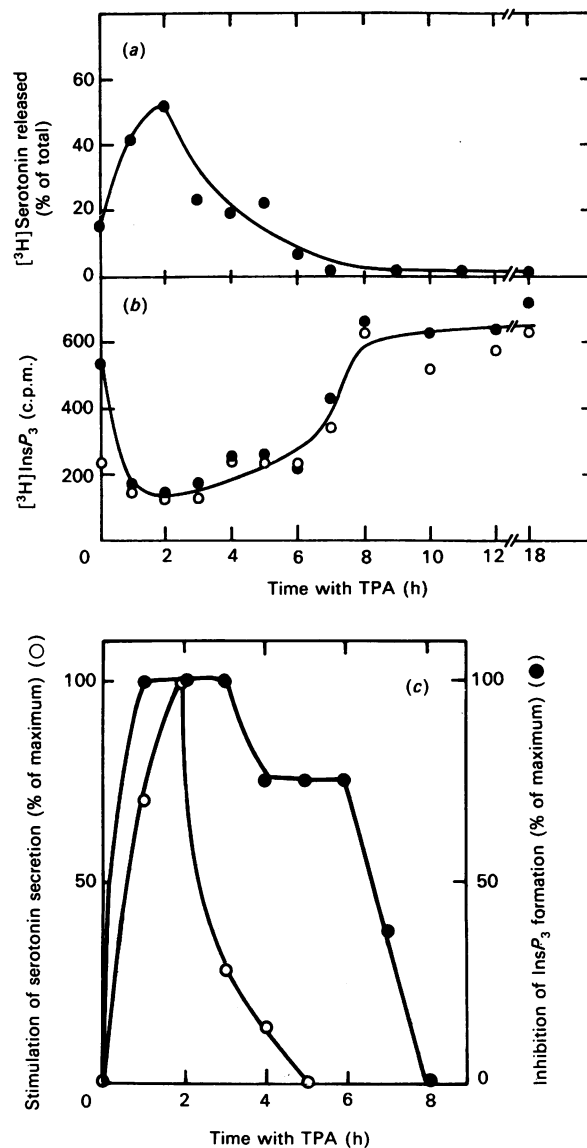 (a)
[³H]Serotonin released
(% of total)
60
40
20
0
(b)
[³H]InsP₃ (c.p.m.)
600
400
200
0 2 4 6 8 10 12 18
Time with TPA (h)
(c)
Stimulation of serotonin secretion (% of maximum) (○)
100
50
0
100
50
0
Inhibition of InsP₃ formation (% of maximum) (●)
0 2 4 6 8
Time with TPA (h)